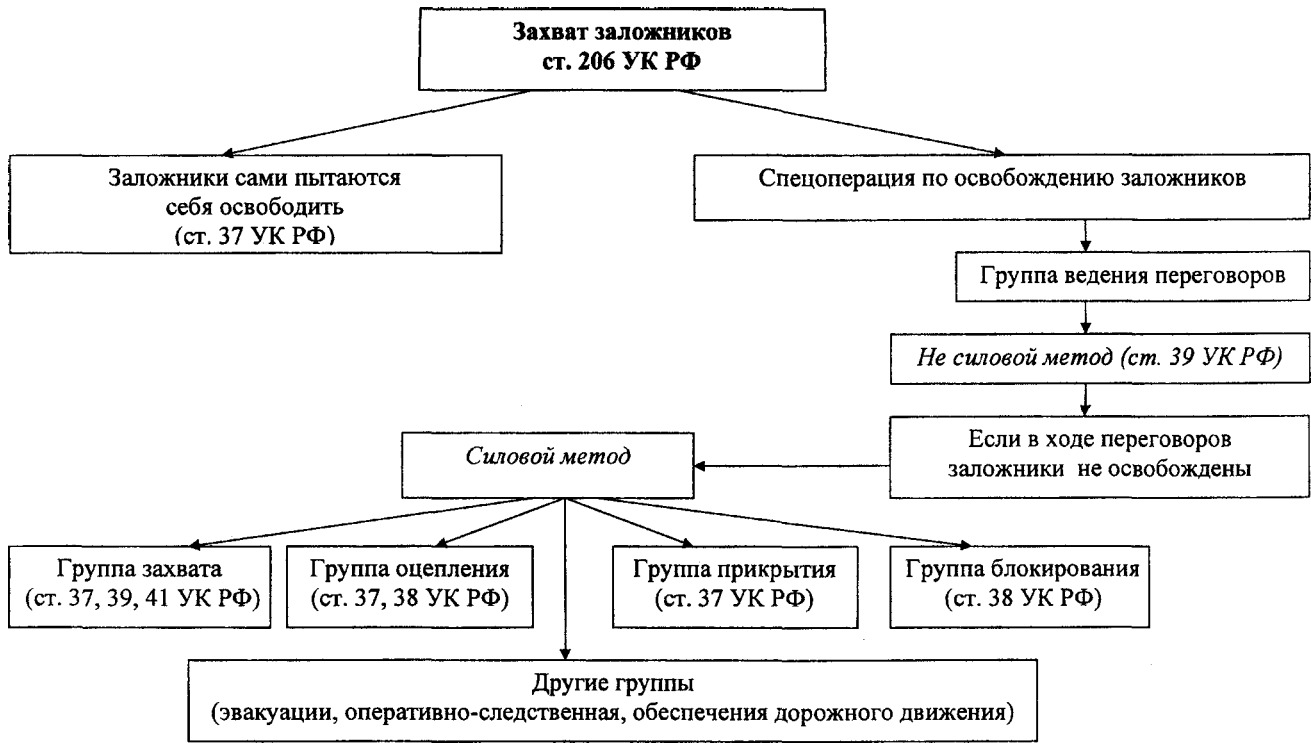 Захват заложников
ст. 206 УК РФ
Заложники сами пытаются
себя освободить
(ст. 37 УК РФ)
Спецоперация по освобождению заложников
Группа ведения переговоров
Не силовой метод (ст. 39 УК РФ)
Если в ходе переговоров
заложники не освобождены
Силовой метод
Группа захвата
(ст. 37, 39, 41 УК РФ)
Группа оцепления
(ст. 37, 38 УК РФ)
Группа прикрытия
(ст. 37 УК РФ)
Группа блокирования
(ст. 38 УК РФ)
Другие группы
(эвакуации, оперативно-следственная, обеспечения дорожного движения)